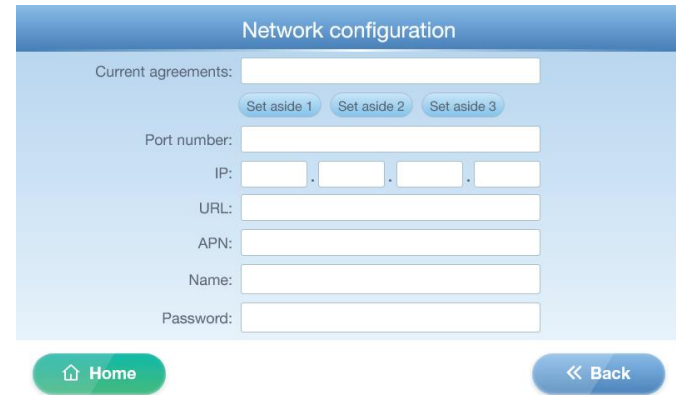 Network configuration
Current agreements:
Set aside 1 Set aside 2 Set aside 3
Port number:
IP: . . .
URL:
APN:
Name:
Password:
Home
Back